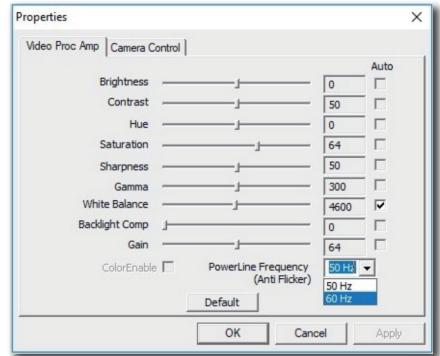 Properties
Video Proc Amp Camera Control
Auto
Brightness 0
Contrast 50
Hue 0
Saturation 64
Sharpness 50
Gamma 300
White Balance 4600
Backlight Comp 0
Gain 64
ColorEnable PowerLine Frequency 50 Hz
(Anti Flicker)
50 Hz
60 Hz
Default
OK Cancel Apply